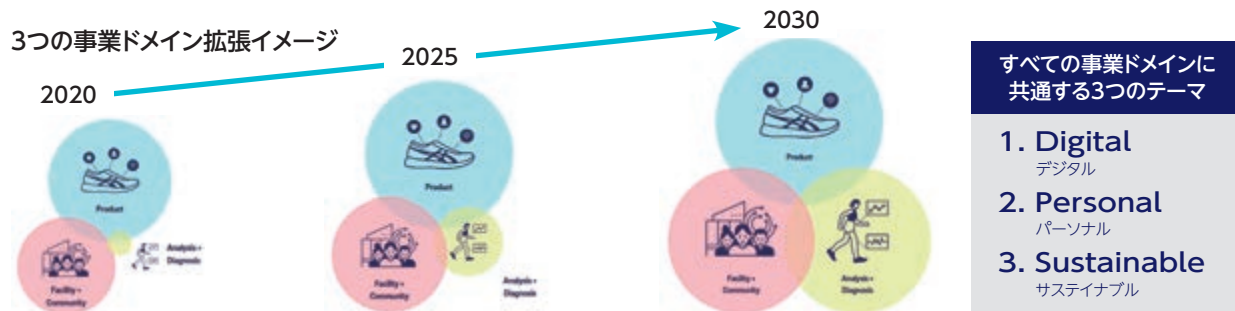 3つの事業ドメイン拡張イメージ
2020
2025
2030
Product
Facility +
Community
Analysis +
Diagnosis
Product
Facility +
Community
Analysis +
Diagnosis
Product
Facility +
Community
Analysis +
Diagnosis
すべての事業ドメインに
共通する3つのテーマ
1. Digital
デジタル
2. Personal
パーソナル
3. Sustainable
サステイナブル